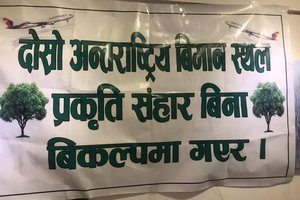 दोस्रो अन्तराष्ट्रिय बिमान स्थल
प्रकृति संहार बिना
बिकल्पमा गएर ।